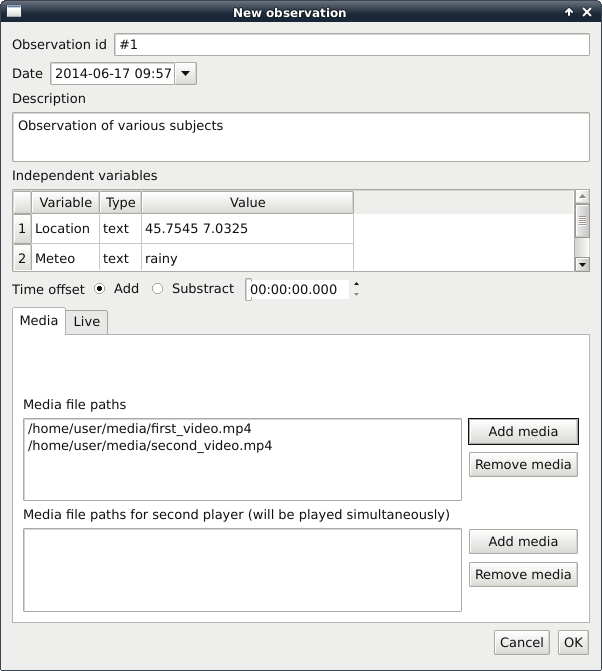 New observation
Observation id #1
Date 2014-06-17 09:57
Description
Observation of various subjects
Independent variables
Variable Type Value
1 Location text 45.7545 7.0325
2 Meteo text rainy
Time offset Add Substract 00:00:00.000
Media Live
Media file paths
/home/user/media/first_video.mp4
/home/user/media/second_video.mp4
Add media
Remove media
Media file paths for second player (will be played simultaneously)
Add media
Remove media
Cancel OK